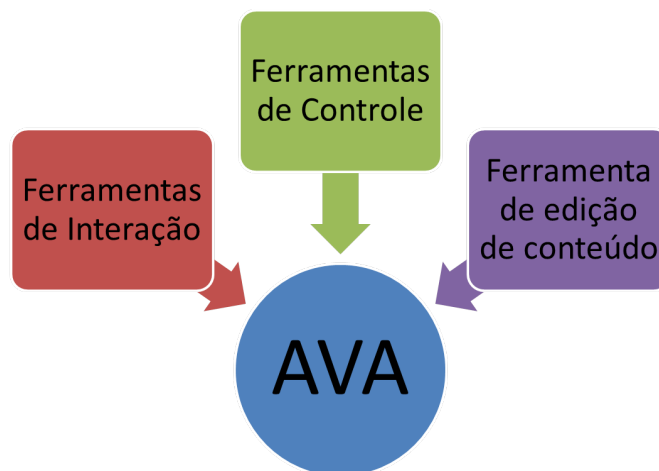 Ferramentas
de Controle
Ferramentas
de Interação
Ferramenta
de edição
de conteúdo
AVA